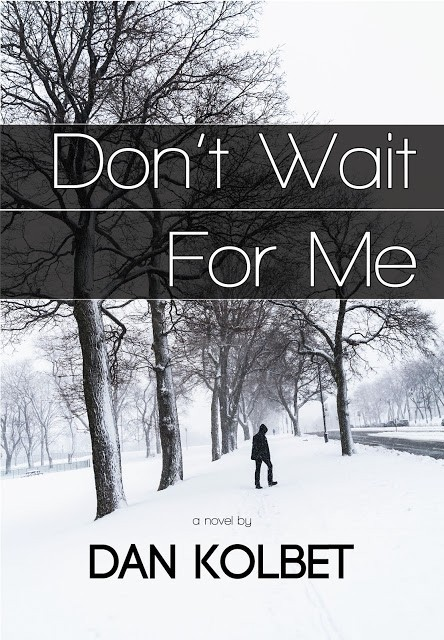 Don't Wait
For Me
a novel by
DAN KOLBET